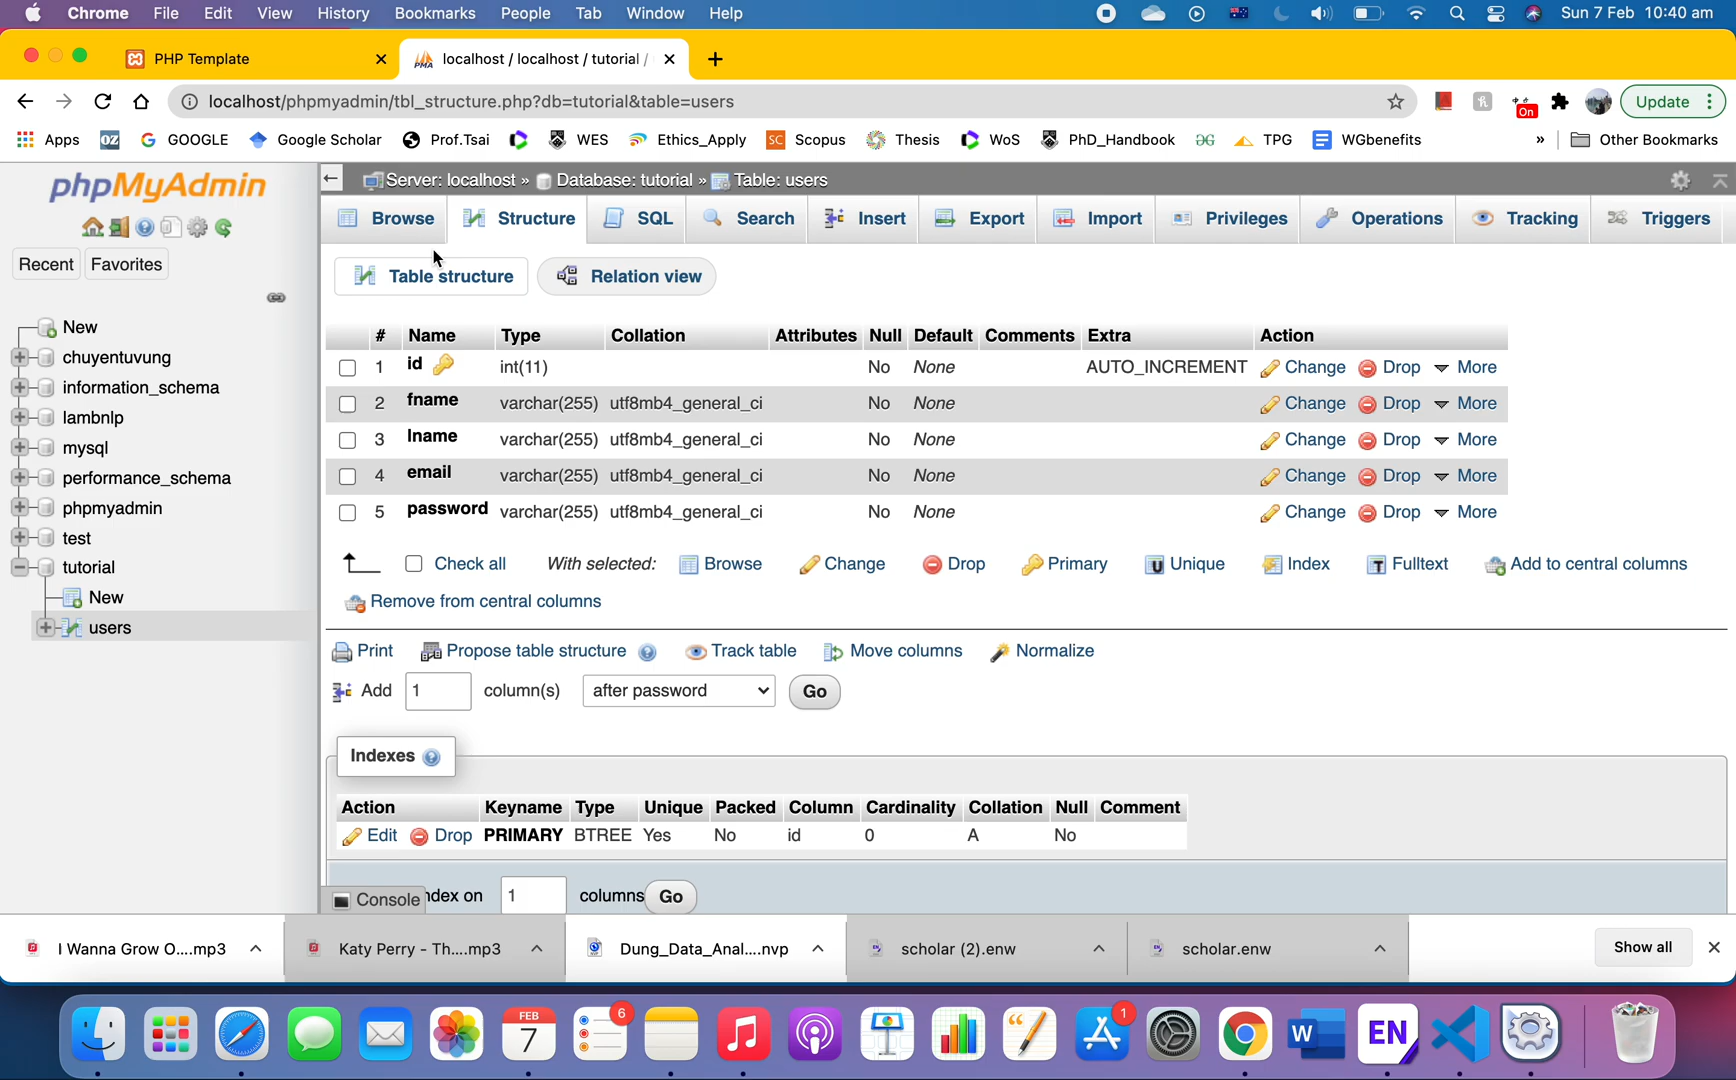 Chrome File Edit View History Bookmarks People Tab Window Help Sun 7 Feb 10:40 am
PHP Template localhost / localhost / tutorial /
localhost/phpmyadmin/tbl_structure.php?db=tutorial&table=users On Update
Apps OZ GOOGLE Google Scholar Prof.Tsai WES Ethics_Apply SC Scopus Thesis WoS PhD_Handbook TPG WGbenefits » Other Bookmarks
phpMyAdmin
Recent Favorites
New
chuyentuvung
information_schema
lambnlp
mysql
performance_schema
phpmyadmin
test
tutorial
New
users
Server: localhost » Database: tutorial » Table: users
Browse Structure SQL Search Insert Export Import Privileges Operations Tracking Triggers
Table structure Relation view
# Name Type Collation Attributes Null Default Comments Extra Action
1 id int(11) No None AUTO_INCREMENT Change Drop More
2 fname varchar(255) utf8mb4_general_ci No None Change Drop More
3 lname varchar(255) utf8mb4_general_ci No None Change Drop More
4 email varchar(255) utf8mb4_general_ci No None Change Drop More
5 password varchar(255) utf8mb4_general_ci No None Change Drop More
Check all With selected: Browse Change Drop Primary Unique Index Fulltext Add to central columns
Remove from central columns
Print Propose table structure Track table Move columns Normalize
Add 1 column(s) after password Go
Indexes
Action Keyname Type Unique Packed Column Cardinality Collation Null Comment
Edit Drop PRIMARY BTREE Yes No id 0 A No
Console ndex on 1 columns Go
I Wanna Grow O....mp3 Katy Perry - Th....mp3 Dung_Data_Anal....nvp scholar (2).enw scholar.enw Show all
FEB 7 6 1 W EN